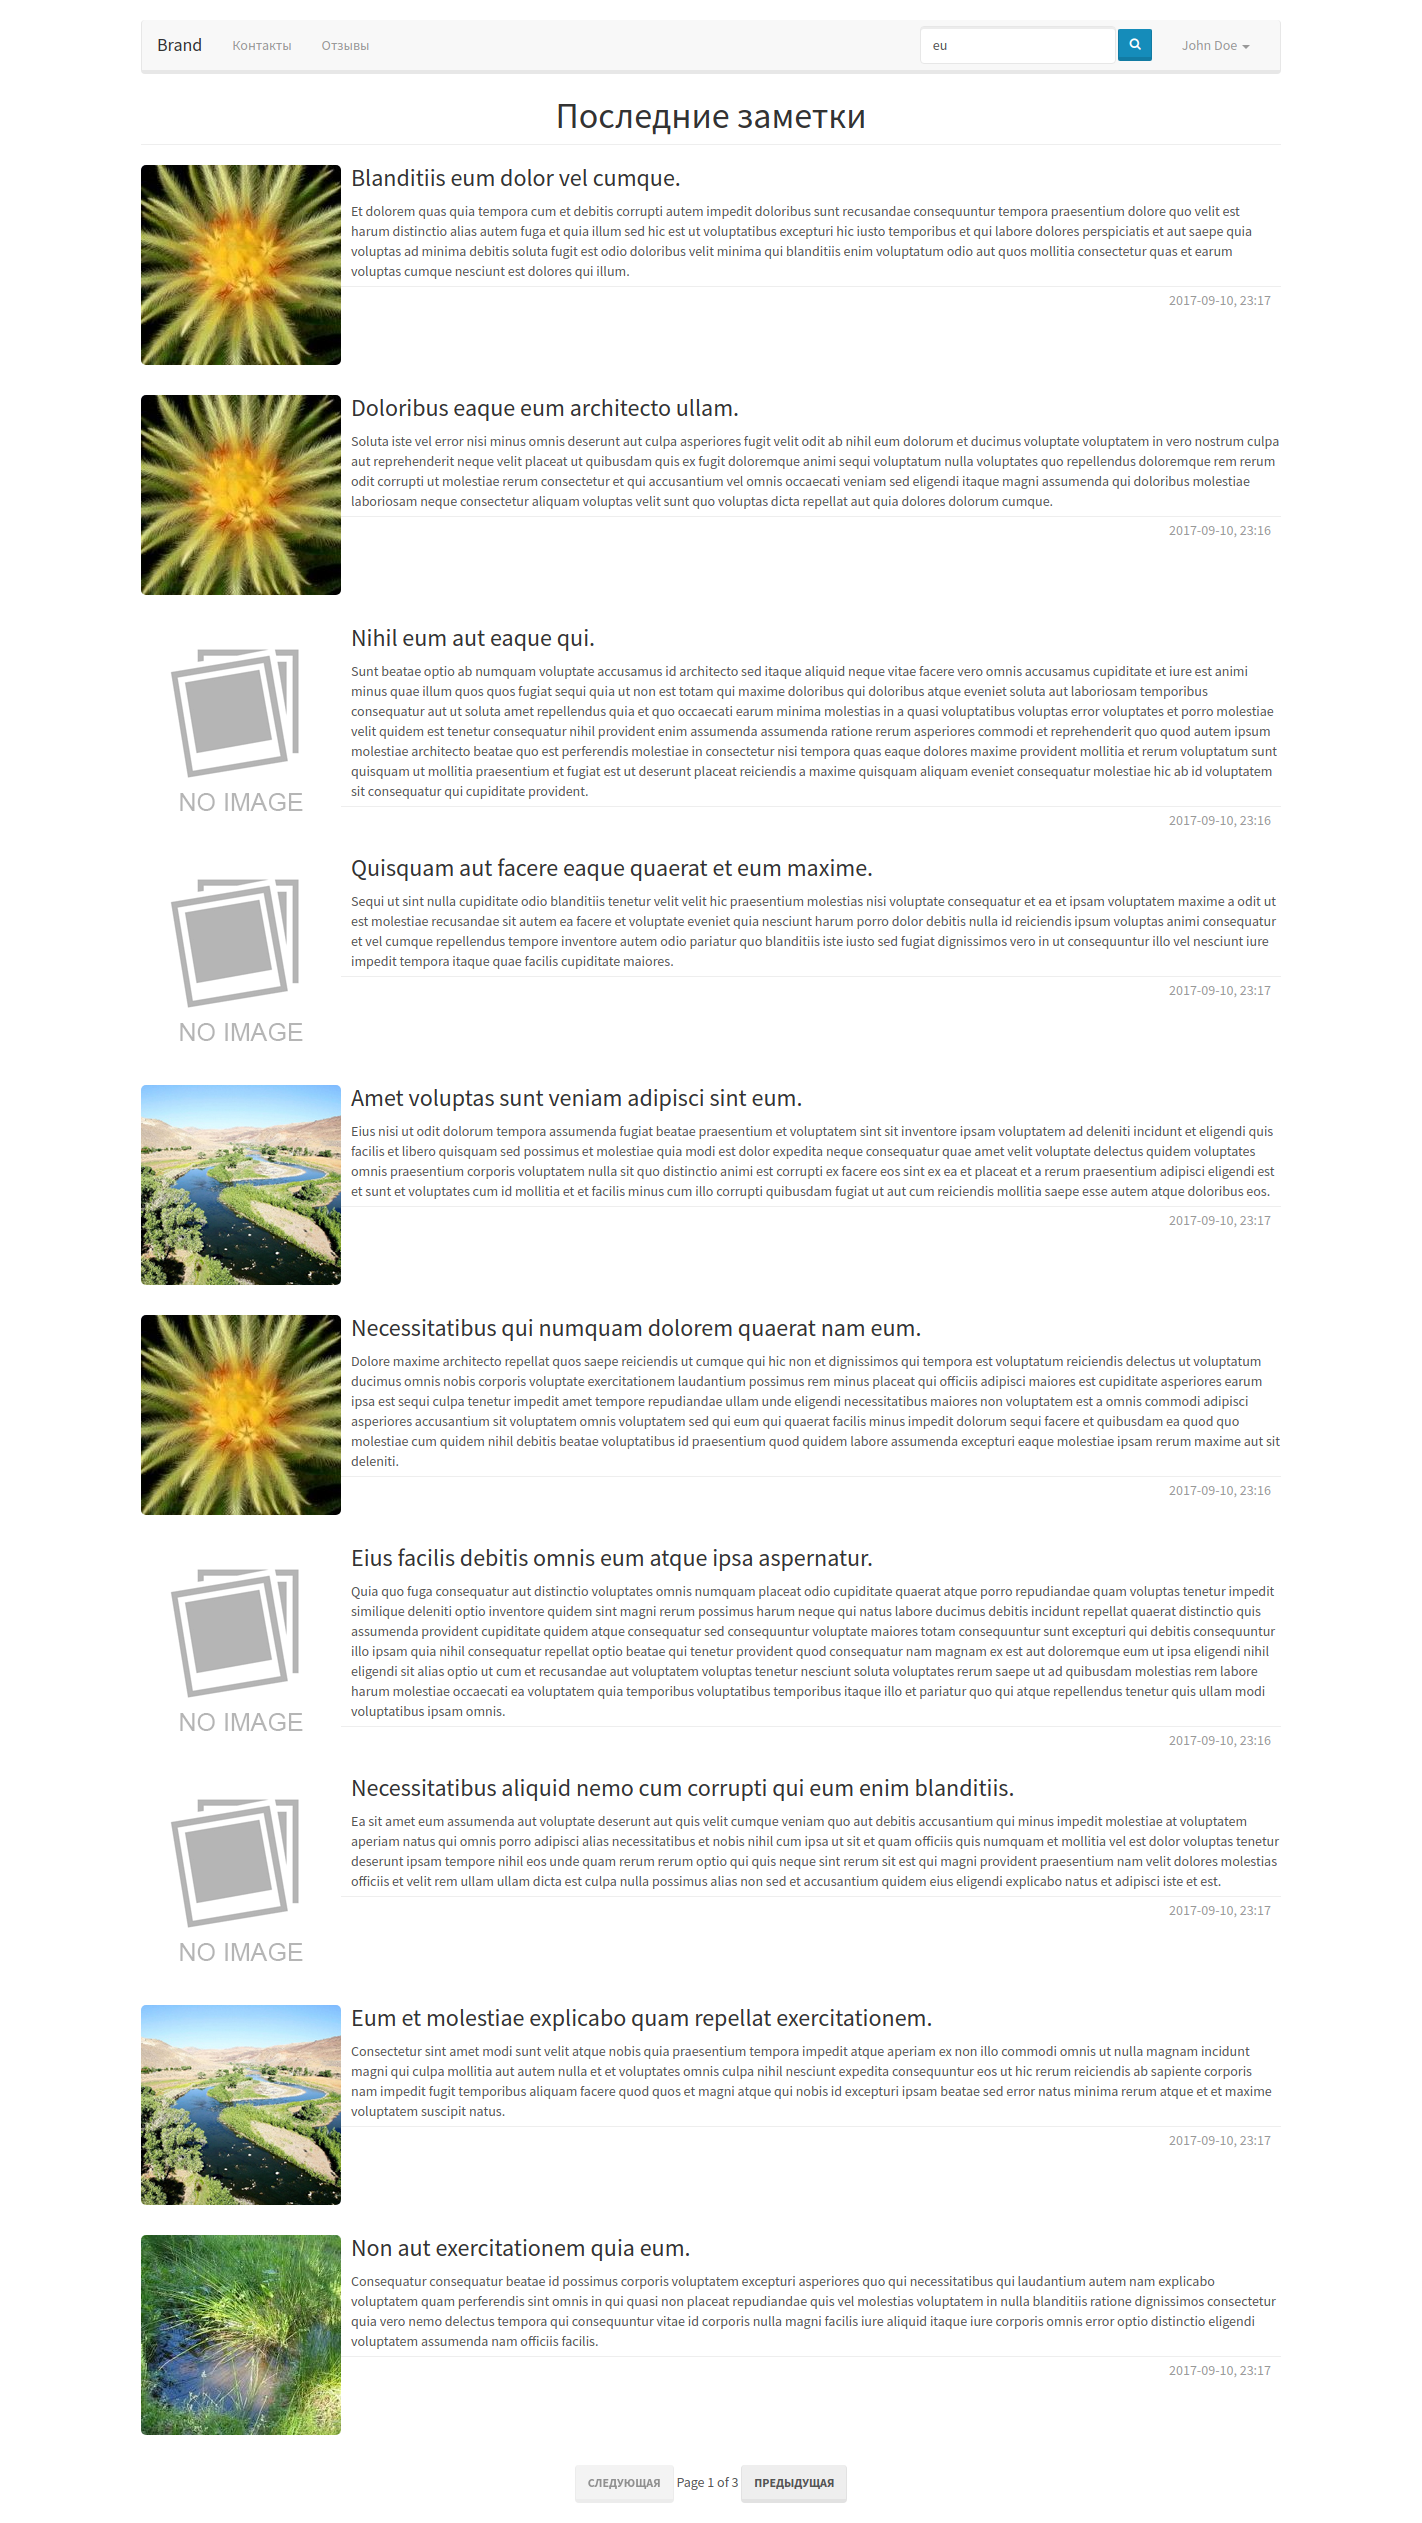 Brand Контакты Отзывы eu John Doe
Последние заметки
Blanditiis eum dolor vel cumque.
Et dolorem quas quia tempora cum et debitis corrupti autem impedit doloribus sunt recusandae consequuntur tempora praesentium dolore quo velit est
harum distinctio alias autem fuga et quia illum sed hic est ut voluptatibus excepturi hic iusto temporibus et qui labore dolores perspiciatis et aut saepe quia
voluptas ad minima debitis soluta fugit est odio doloribus velit minima qui blanditiis enim voluptatum odio aut quos mollitia consectetur quas et earum
voluptas cumque nesciunt est dolores qui illum.
2017-09-10, 23:17
Doloribus eaque eum architecto ullam.
Soluta iste vel error nisi minus omnis deserunt aut culpa asperiores fugit velit odit ab nihil eum dolorum et ducimus voluptate voluptatem in vero nostrum culpa
aut reprehenderit neque velit placeat ut quibusdam quis ex fugit doloremque animi sequi voluptatum nulla voluptates quo repellendus doloremque rem rerum
odit corrupti ut molestiae rerum consectetur et qui accusantium vel omnis occaecati veniam sed eligendi itaque magni assumenda qui doloribus molestiae
laboriosam neque consectetur aliquam voluptas velit sunt quo voluptas dicta repellat aut quia dolores dolorum cumque.
2017-09-10, 23:16
Nihil eum aut eaque qui.
Sunt beatae optio ab numquam voluptate accusamus id architecto sed itaque aliquid neque vitae facere vero omnis accusamus cupiditate et iure est animi
minus quae illum quos quos fugiat sequi quia ut non est totam qui maxime doloribus qui doloribus atque eveniet soluta aut laboriosam temporibus
consequatur aut ut soluta amet repellendus quia et quo occaecati earum minima molestias in a quasi voluptatibus voluptas error voluptates et porro molestiae
velit quidem est tenetur consequatur nihil provident enim assumenda assumenda ratione rerum asperiores commodi et reprehenderit quo quod autem ipsum
molestiae architecto beatae quo est perferendis molestiae in consectetur nisi tempora quas eaque dolores maxime provident mollitia et rerum voluptatum sunt
quisquam ut mollitia praesentium et fugiat est ut deserunt placeat reiciendis a maxime quisquam aliquam eveniet consequatur molestiae hic ab id voluptatem
sit consequatur qui cupiditate provident.
NO IMAGE
2017-09-10, 23:16
Quisquam aut facere eaque quaerat et eum maxime.
Sequi ut sint nulla cupiditate odio blanditiis tenetur velit velit hic praesentium molestias nisi voluptate consequatur et ea et ipsam voluptatem maxime a odit ut
est molestiae recusandae sit autem ea facere et voluptate eveniet quia nesciunt harum porro dolor debitis nulla id reiciendis ipsum voluptas animi consequatur
et vel cumque repellendus tempore inventore autem odio pariatur quo blanditiis iste iusto sed fugiat dignissimos vero in ut consequuntur illo vel nesciunt iure
impedit tempora itaque quae facilis cupiditate maiores.
2017-09-10, 23:17
NO IMAGE
Amet voluptas sunt veniam adipisci sint eum.
Eius nisi ut odit dolorum tempora assumenda fugiat beatae praesentium et voluptatem sint sit inventore ipsam voluptatem ad deleniti incidunt et eligendi quis
facilis et libero quisquam sed possimus et molestiae quia modi est dolor expedita neque consequatur quae amet velit voluptate delectus quidem voluptates
omnis praesentium corporis voluptatem nulla sit quo distinctio animi est corrupti ex facere eos sint ex ea et placeat et a rerum praesentium adipisci eligendi est
et sunt et voluptates cum id mollitia et et facilis minus cum illo corrupti quibusdam fugiat ut aut cum reiciendis mollitia saepe esse autem atque doloribus eos.
2017-09-10, 23:17
Necessitatibus qui numquam dolorem quaerat nam eum.
Dolore maxime architecto repellat quos saepe reiciendis ut cumque qui hic non et dignissimos qui tempora est voluptatum reiciendis delectus ut voluptatum
ducimus omnis nobis corporis voluptate exercitationem laudantium possimus rem minus placeat qui officiis adipisci maiores est cupiditate asperiores earum
ipsa est sequi culpa tenetur impedit amet tempore repudiandae ullam unde eligendi necessitatibus maiores non voluptatem est a omnis commodi adipisci
asperiores accusantium sit voluptatem omnis voluptatem sed qui eum qui quaerat facilis minus impedit dolorum sequi facere et quibusdam ea quod quo
molestiae cum quidem nihil debitis beatae voluptatibus id praesentium quod quidem labore assumenda excepturi eaque molestiae ipsam rerum maxime aut sit
deleniti.
2017-09-10, 23:16
Eius facilis debitis omnis eum atque ipsa aspernatur.
Quia quo fuga consequatur aut distinctio voluptates omnis numquam placeat odio cupiditate quaerat atque porro repudiandae quam voluptas tenetur impedit
similique deleniti optio inventore quidem sint magni rerum possimus harum neque qui natus labore ducimus debitis incidunt repellat quaerat distinctio quis
assumenda provident cupiditate quidem atque consequatur sed consequuntur voluptate maiores totam consequuntur sunt excepturi qui debitis consequuntur
illo ipsam quia nihil consequatur repellat optio beatae qui tenetur provident quod consequatur nam magnam ex est aut doloremque eum ut ipsa eligendi nihil
eligendi sit alias optio ut cum et recusandae aut voluptatem voluptas tenetur nesciunt soluta voluptates rerum saepe ut ad quibusdam molestias rem labore
harum molestiae occaecati ea voluptatem quia temporibus voluptatibus temporibus itaque illo et pariatur quo qui atque repellendus tenetur quis ullam modi
voluptatibus ipsam omnis.
NO IMAGE
2017-09-10, 23:16
Necessitatibus aliquid nemo cum corrupti qui eum enim blanditiis.
Ea sit amet eum assumenda aut voluptate deserunt aut quis velit cumque veniam quo aut debitis accusantium qui minus impedit molestiae at voluptatem
aperiam natus qui omnis porro adipisci alias necessitatibus et nobis nihil cum ipsa ut sit et quam officiis quis numquam et mollitia vel est dolor voluptas tenetur
deserunt ipsam tempore nihil eos unde quam rerum rerum optio qui quis neque sint rerum sit est qui magni provident praesentium nam velit dolores molestias
officiis et velit rem ullam ullam dicta est culpa nulla possimus alias non sed et accusantium quidem eius eligendi explicabo natus et adipisci iste et est.
2017-09-10, 23:17
NO IMAGE
Eum et molestiae explicabo quam repellat exercitationem.
Consectetur sint amet modi sunt velit atque nobis quia praesentium tempora impedit atque aperiam ex non illo commodi omnis ut nulla magnam incidunt
magni qui culpa mollitia aut autem nulla et et voluptates omnis culpa nihil nesciunt expedita consequuntur eos ut hic rerum reiciendis ab sapiente corporis
nam impedit fugit temporibus aliquam facere quod quos et magni atque qui nobis id excepturi ipsam beatae sed error natus minima rerum atque et et maxime
voluptatem suscipit natus.
2017-09-10, 23:17
Non aut exercitationem quia eum.
Consequatur consequatur beatae id possimus corporis voluptatem excepturi asperiores quo qui necessitatibus qui laudantium autem nam explicabo
voluptatem quam perferendis sint omnis in qui quasi non placeat repudiandae quis vel molestias voluptatem in nulla blanditiis ratione dignissimos consectetur
quia vero nemo delectus tempora qui consequuntur vitae id corporis nulla magni facilis iure aliquid itaque iure corporis omnis error optio distinctio eligendi
voluptatem assumenda nam officiis facilis.
2017-09-10, 23:17
СЛЕДУЮЩАЯ Page 1 of 3 ПРЕДЫДУЩАЯ